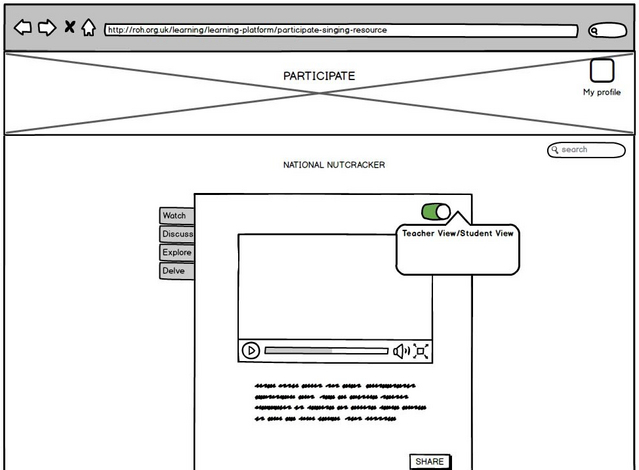 http://roh.org.uk/learning/learning-platform/participate-singing-resource
PARTICIPATE
My profile
search
NATIONAL NUTCRACKER
Watch
Discuss
Explore
Delve
Teacher View/Student View
SHARE